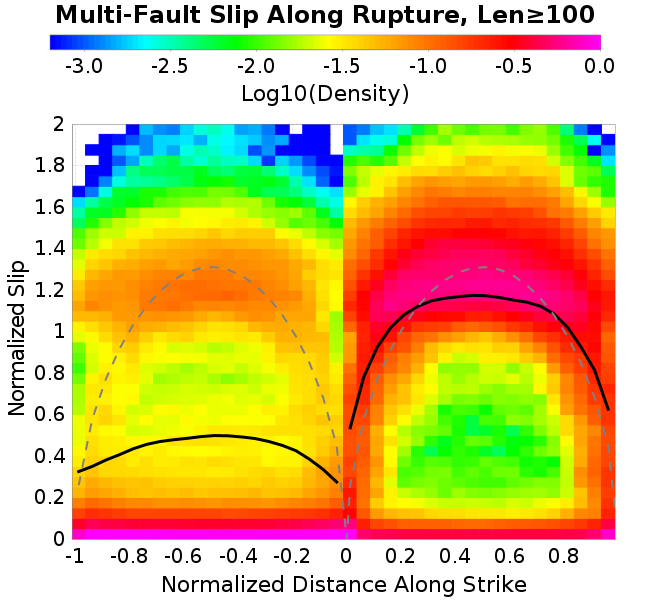 Multi-Fault Slip Along Rupture, Len≥100
-3.0 -2.5 -2.0 -1.5 -1.0 -0.5 0.0
Log10(Density)
2
1.8
1.6
1.4
1.2
1
0.8
0.6
0.4
0.2
0
Normalized Slip
-1 -0.8 -0.6 -0.4 -0.2 0 0.2 0.4 0.6 0.8
Normalized Distance Along Strike